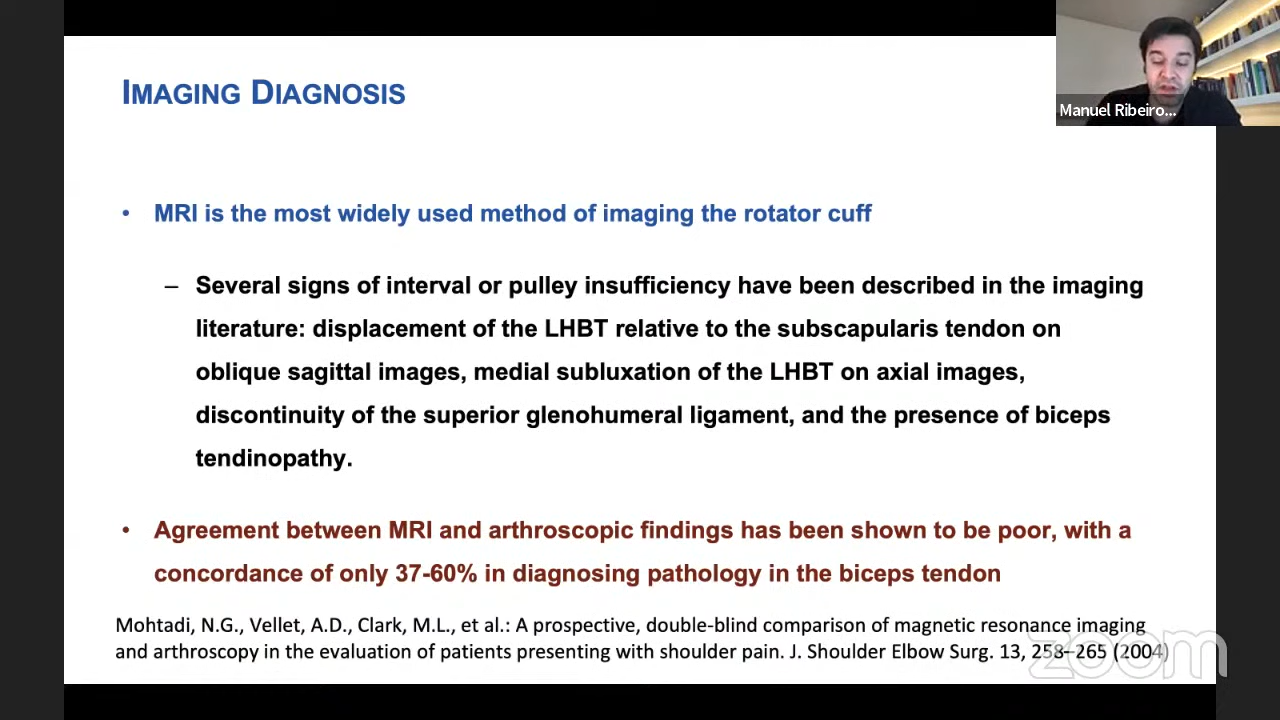 IMAGING DIAGNOSIS
Manuel Ribeiro...
• MRI is the most widely used method of imaging the rotator cuff
– Several signs of interval or pulley insufficiency have been described in the imaging
literature: displacement of the LHBT relative to the subscapularis tendon on
oblique sagittal images, medial subluxation of the LHBT on axial images,
discontinuity of the superior glenohumeral ligament, and the presence of biceps
tendinopathy.
• Agreement between MRI and arthroscopic findings has been shown to be poor, with a
concordance of only 37-60% in diagnosing pathology in the biceps tendon
Mohtadi, N.G., Vellet, A.D., Clark, M.L., et al.: A prospective, double-blind comparison of magnetic resonance imaging
and arthroscopy in the evaluation of patients presenting with shoulder pain. J. Shoulder Elbow Surg. 13, 258–265 (2004)
zoom